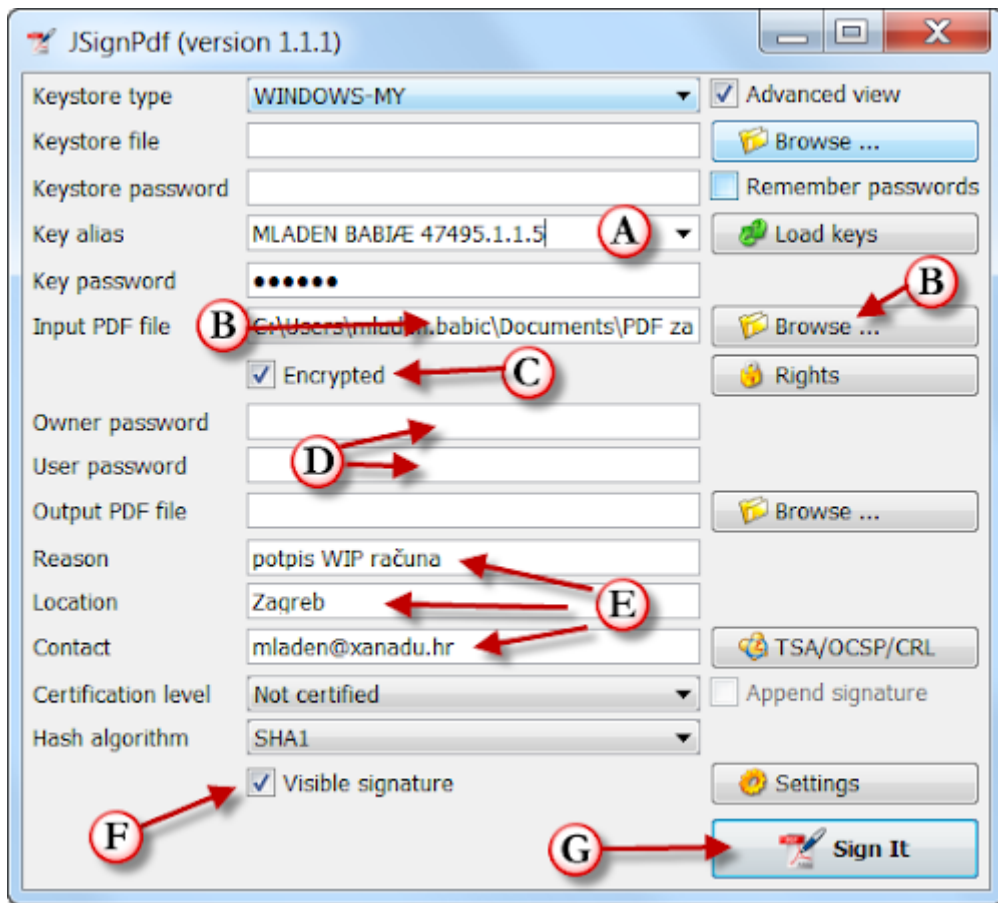 JSignPdf (version 1.1.1)
Keystore type WINDOWS-MY Advanced view
Keystore file Browse ...
Keystore password Remember passwords
Key alias MLADEN BABIÆ 47495.1.1.5 A Load keys
Key password ●●●●●● B
Input PDF file B C:\Users\mladen.babic\Documents\PDF za Browse ...
Encrypted C Rights
Owner password
D
User password
Output PDF file Browse ...
Reason potpis WIP računa
Location Zagreb E
Contact mladen@xanadu.hr TSA/OCSP/CRL
Certification level Not certified Append signature
Hash algorithm SHA1
Visible signature Settings
F
G Sign It